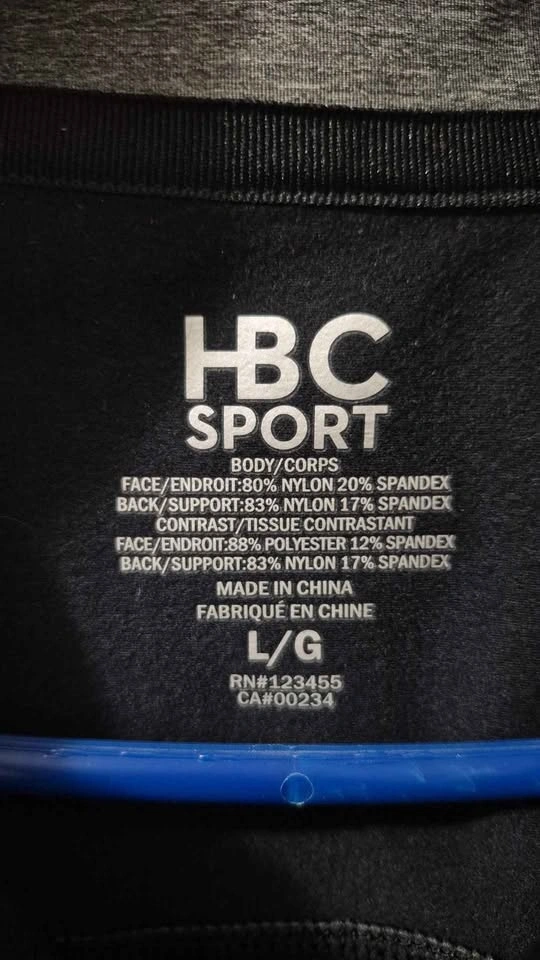 HBC
SPORT
BODY/CORPS
FACE/ENDROIT:80% NYLON 20% SPANDEX
BACK/SUPPORT:83% NYLON 17% SPANDEX
CONTRAST/TISSUE CONTRASTANT
FACE/ENDROIT:88% POLYESTER 12% SPANDEX
BACK/SUPPORT:83% NYLON 17% SPANDEX
MADE IN CHINA
FABRIQUÉ EN CHINE
L/G
RN#123455
CA#00234